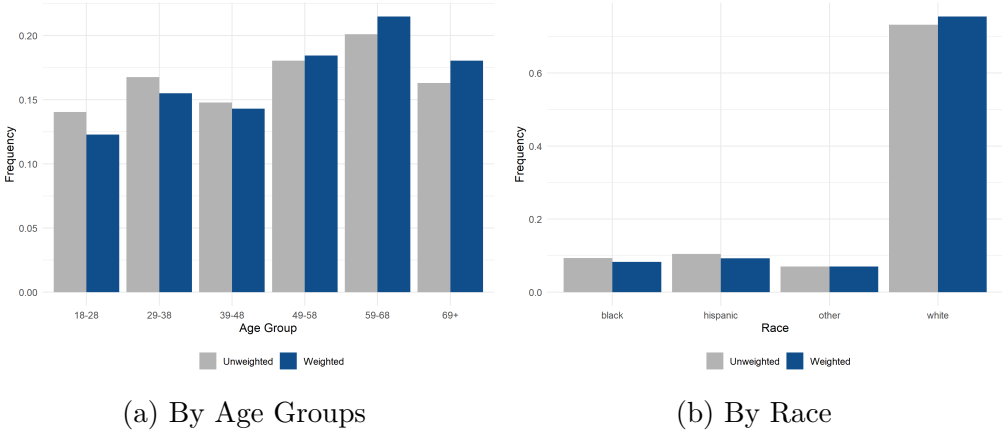 Frequency
0.20
0.15
0.10
0.05
0.00
18-28 29-38 39-48 49-58 59-68 69+
Age Group
Unweighted Weighted
(a) By Age Groups
Frequency
0.6
0.4
0.2
0.0
black hispanic other white
Race
Unweighted Weighted
(b) By Race